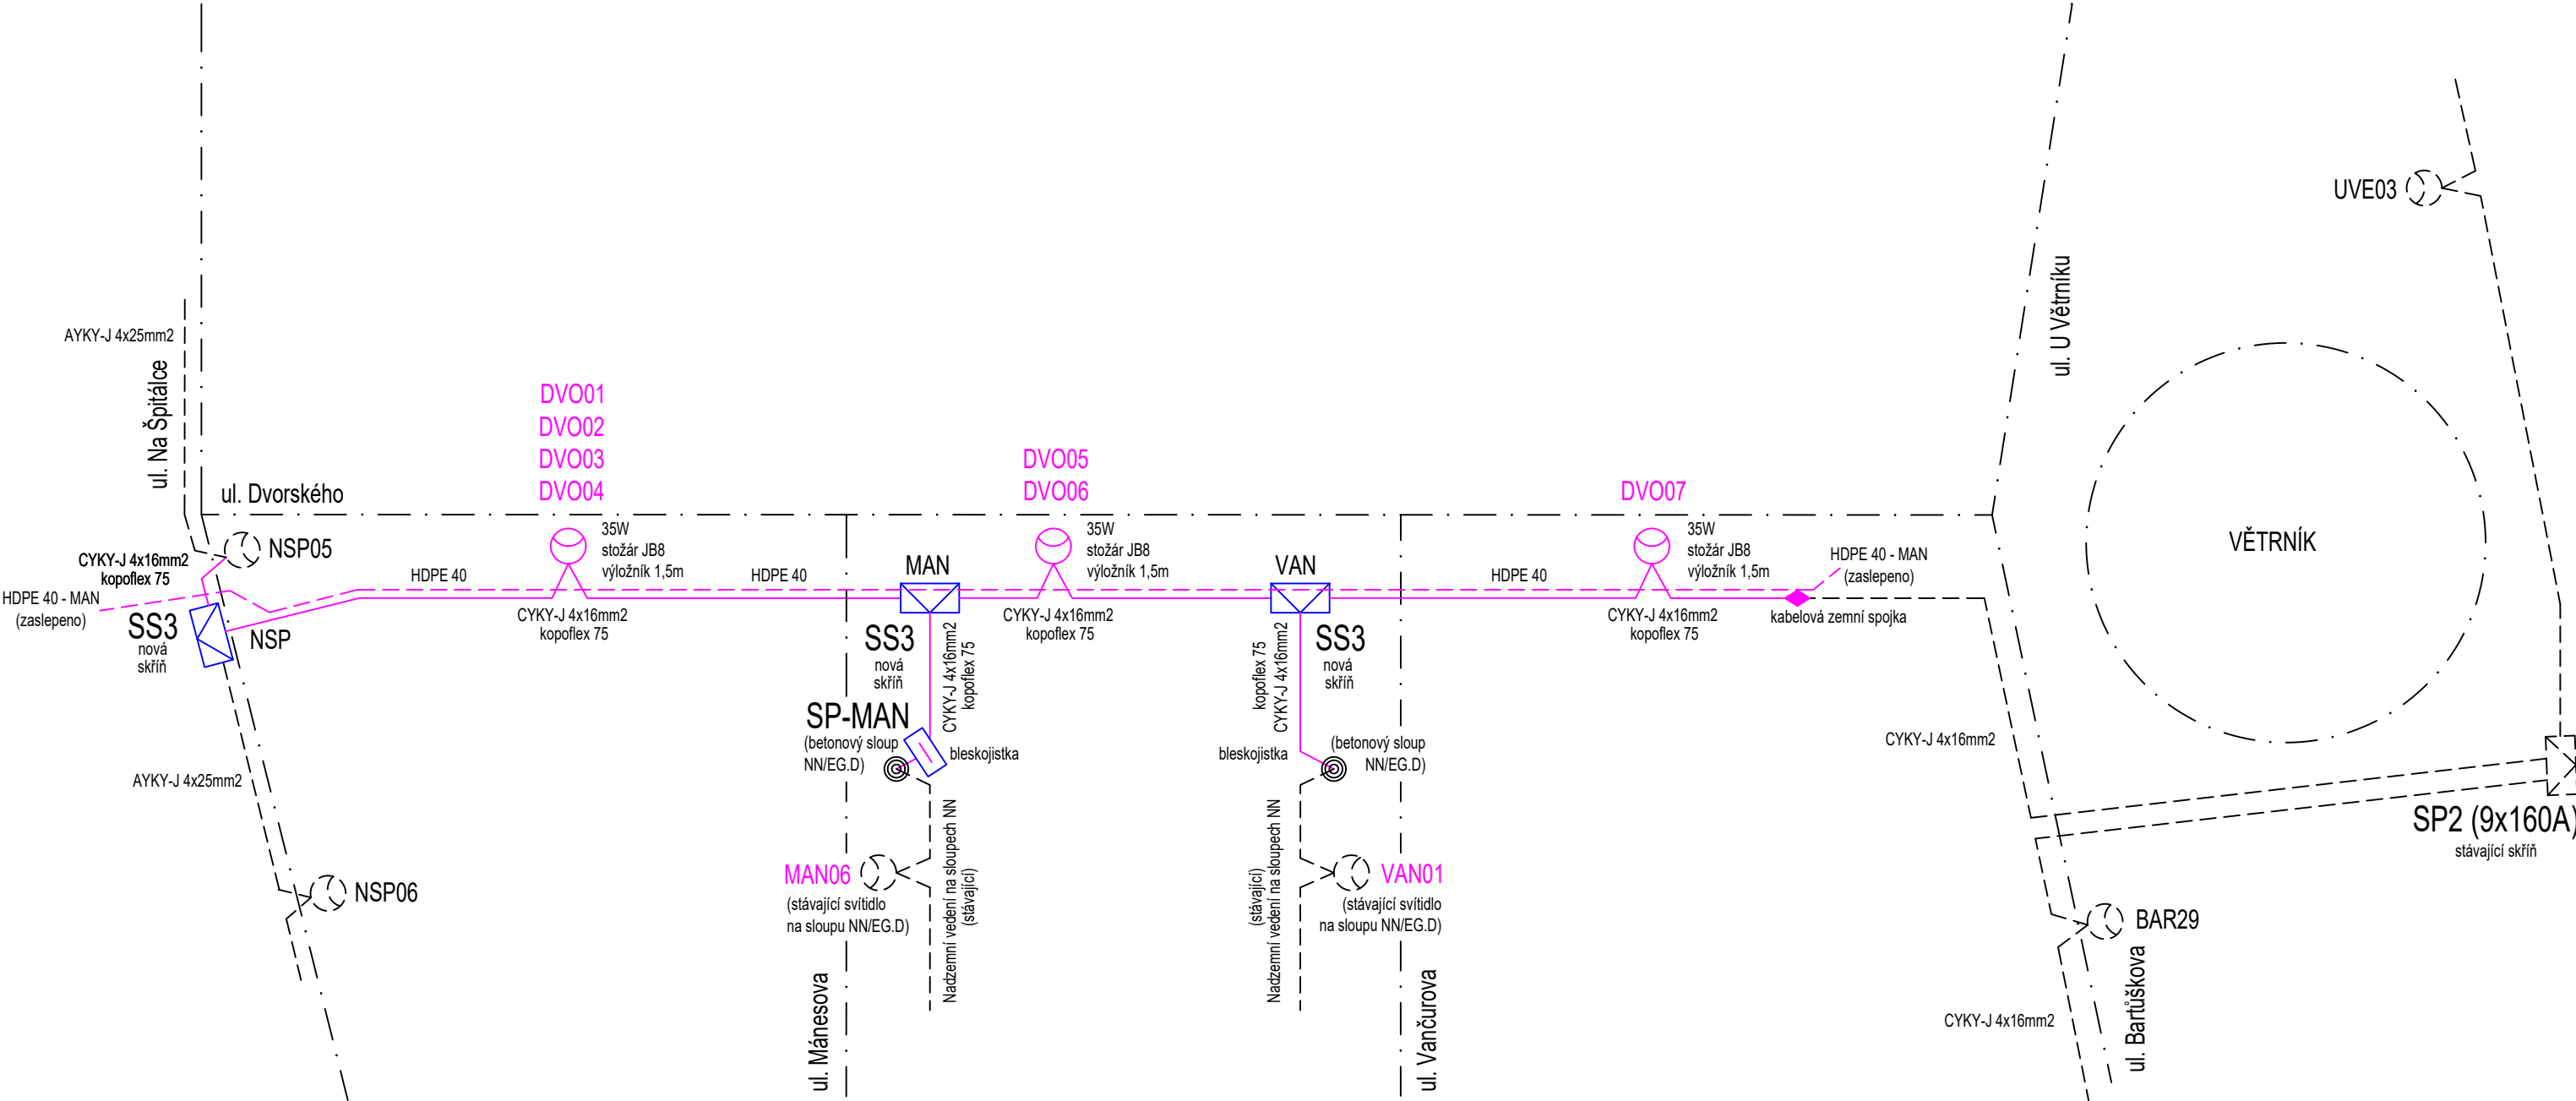 UVE03
ul. U Větrníku
AYKY-J 4x25mm2
ul. Na Špitálce
DVO01
DVO02
DVO03
DVO04
DVO05
DVO06
DVO07
ul. Dvorského
NSP05
CYKY-J 4x16mm2
kopoflex 75
HDPE 40 - MAN
(zaslepeno)
SS3
nová
skříň
NSP
HDPE 40
35W
stožár JB8
výložník 1,5m
CYKY-J 4x16mm2
kopoflex 75
HDPE 40
MAN
SS3
nová
skříň
CYKY-J 4x16mm2
kopoflex 75
35W
stožár JB8
výložník 1,5m
CYKY-J 4x16mm2
kopoflex 75
VAN
SS3
nová
skříň
kopoflex 75
CYKY-J 4x16mm2
HDPE 40
35W
stožár JB8
výložník 1,5m
CYKY-J 4x16mm2
kopoflex 75
HDPE 40 - MAN
(zaslepeno)
kabelová zemní spojka
VĚTRNÍK
SP-MAN
(betonový sloup
NN/EG.D)
bleskojistka
bleskojistka
(betonový sloup
NN/EG.D)
CYKY-J 4x16mm2
AYKY-J 4x25mm2
SP2 (9x160A)
stávající skříň
NSP06
MAN06
(stávající svítidlo
na sloupu NN/EG.D)
Nadzemní vedení na sloupech NN
(stávající)
(stávající)
Nadzemní vedení na sloupech NN
VAN01
(stávající svítidlo
na sloupu NN/EG.D)
BAR29
ul. Mánesova
ul. Vančurova
CYKY-J 4x16mm2
ul. Bartůškova